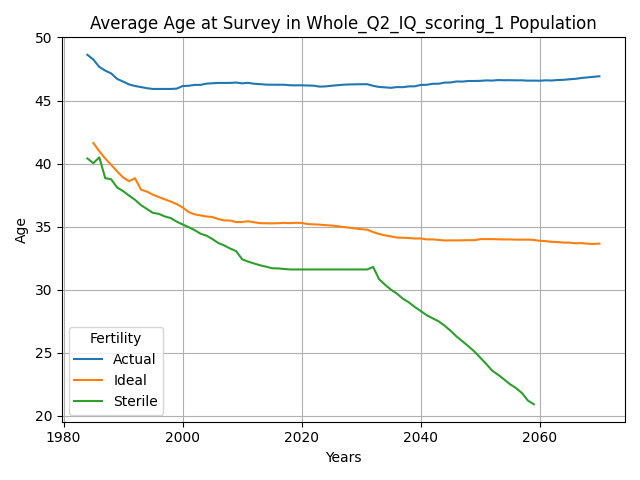 Average Age at Survey in Whole_Q2_IQ_scoring_1 Population
50
45
40
35
30
25
20
Age
Fertility
Actual
Ideal
Sterile
1980
2000
2020
2040
2060
Years